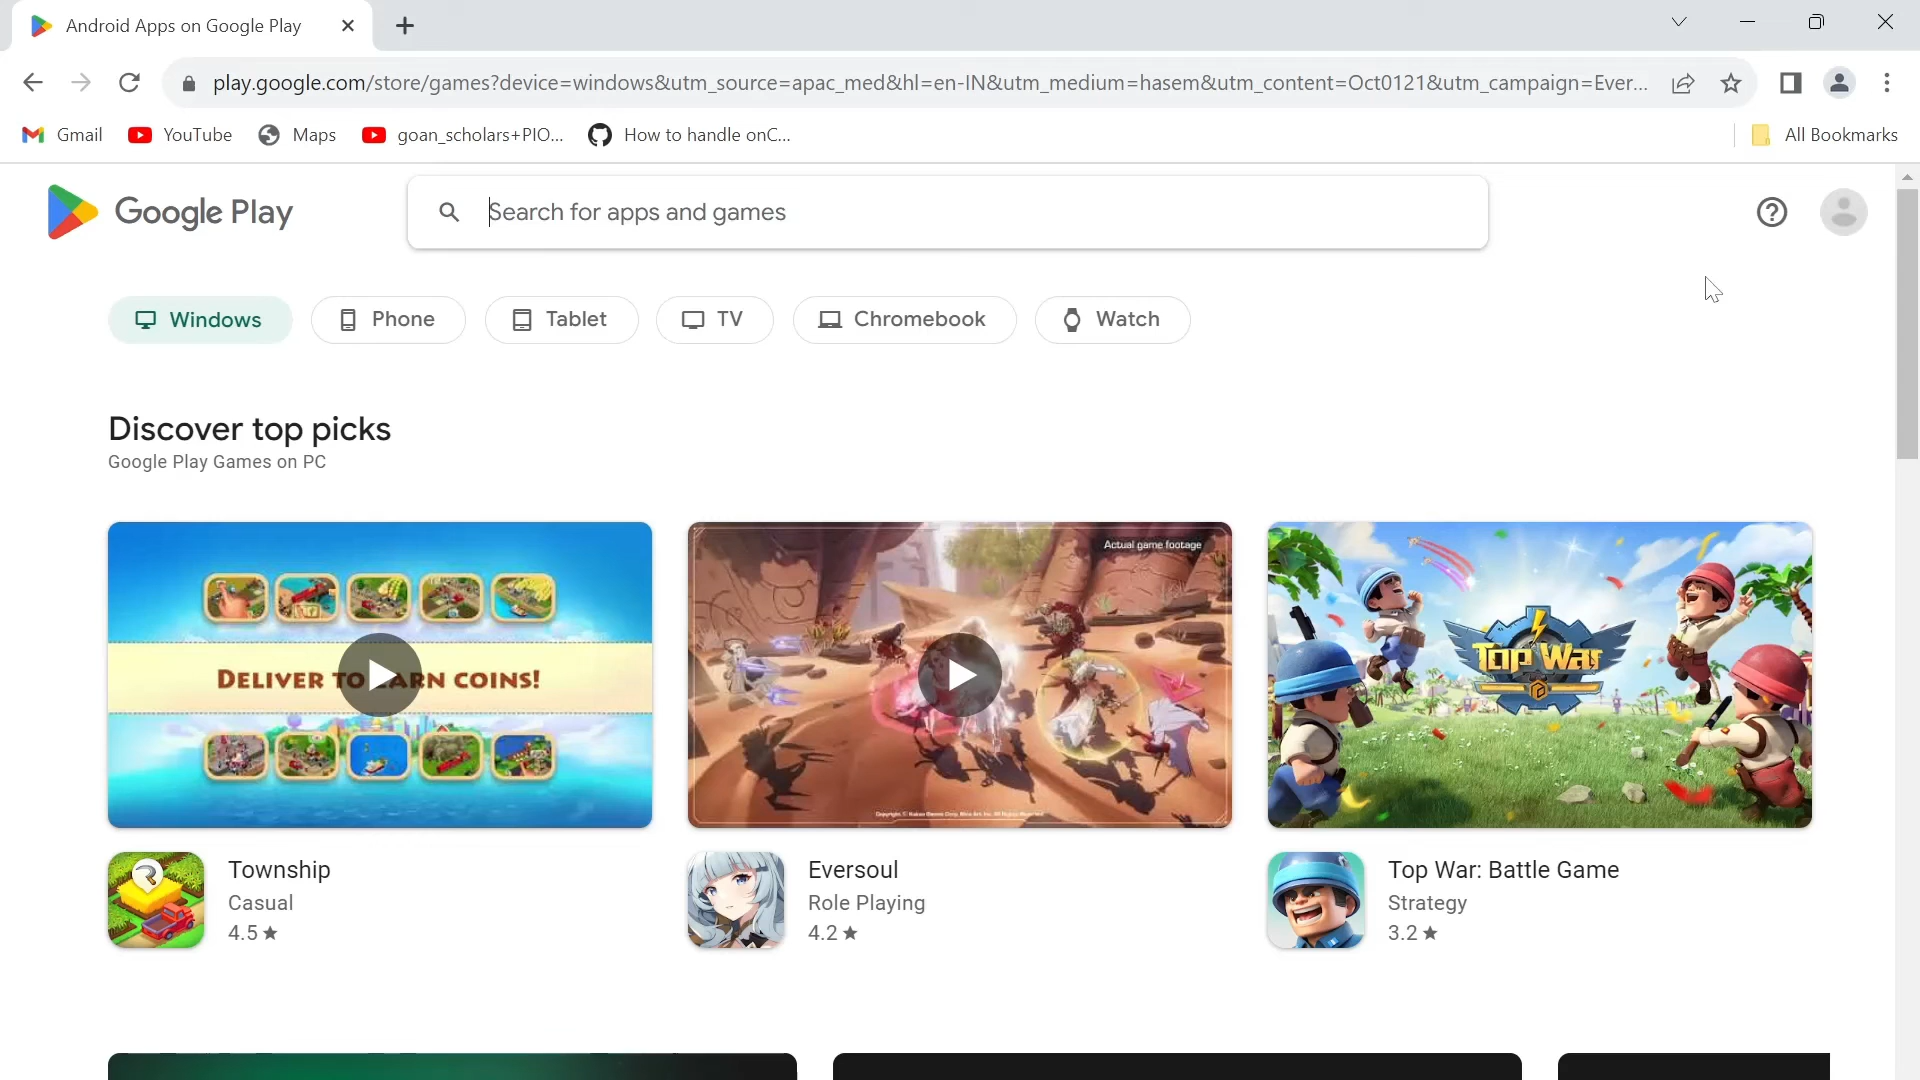 Android Apps on Google Play
play.google.com/store/games?device=windows&utm_source=apac_med&hl=en-IN&utm_medium=hasem&utm_content=Oct0121&utm_campaign=Ever...
Gmail YouTube Maps goan_scholars+PIO... How to handle onC... All Bookmarks
Google Play Search for apps and games
Windows Phone Tablet TV Chromebook Watch
Discover top picks
Google Play Games on PC
Actual game footage
DELIVER TO EARN COINS!
Top War
Township Eversoul Top War: Battle Game
Casual Role Playing Strategy
4.5★ 4.2★ 3.2★